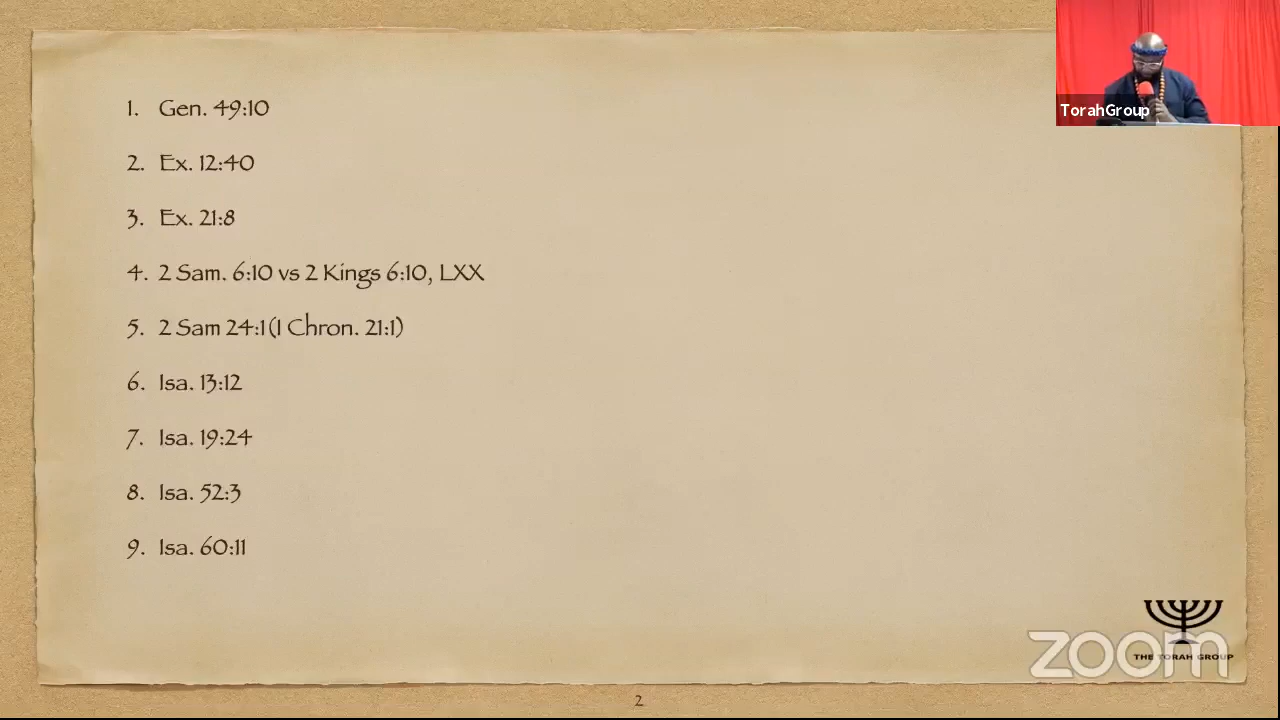 1. Gen. 49:10
2. Ex. 12:40
3. Ex. 21:8
4. 2 Sam. 6:10 vs 2 Kings 6:10, LXX
5. 2 Sam 24:1(1 Chron. 21:1)
6. Isa. 13:12
7. Isa. 19:24
8. Isa. 52:3
9. Isa. 60:11
TorahGroup
zoom
THE TORAH GROUP
2